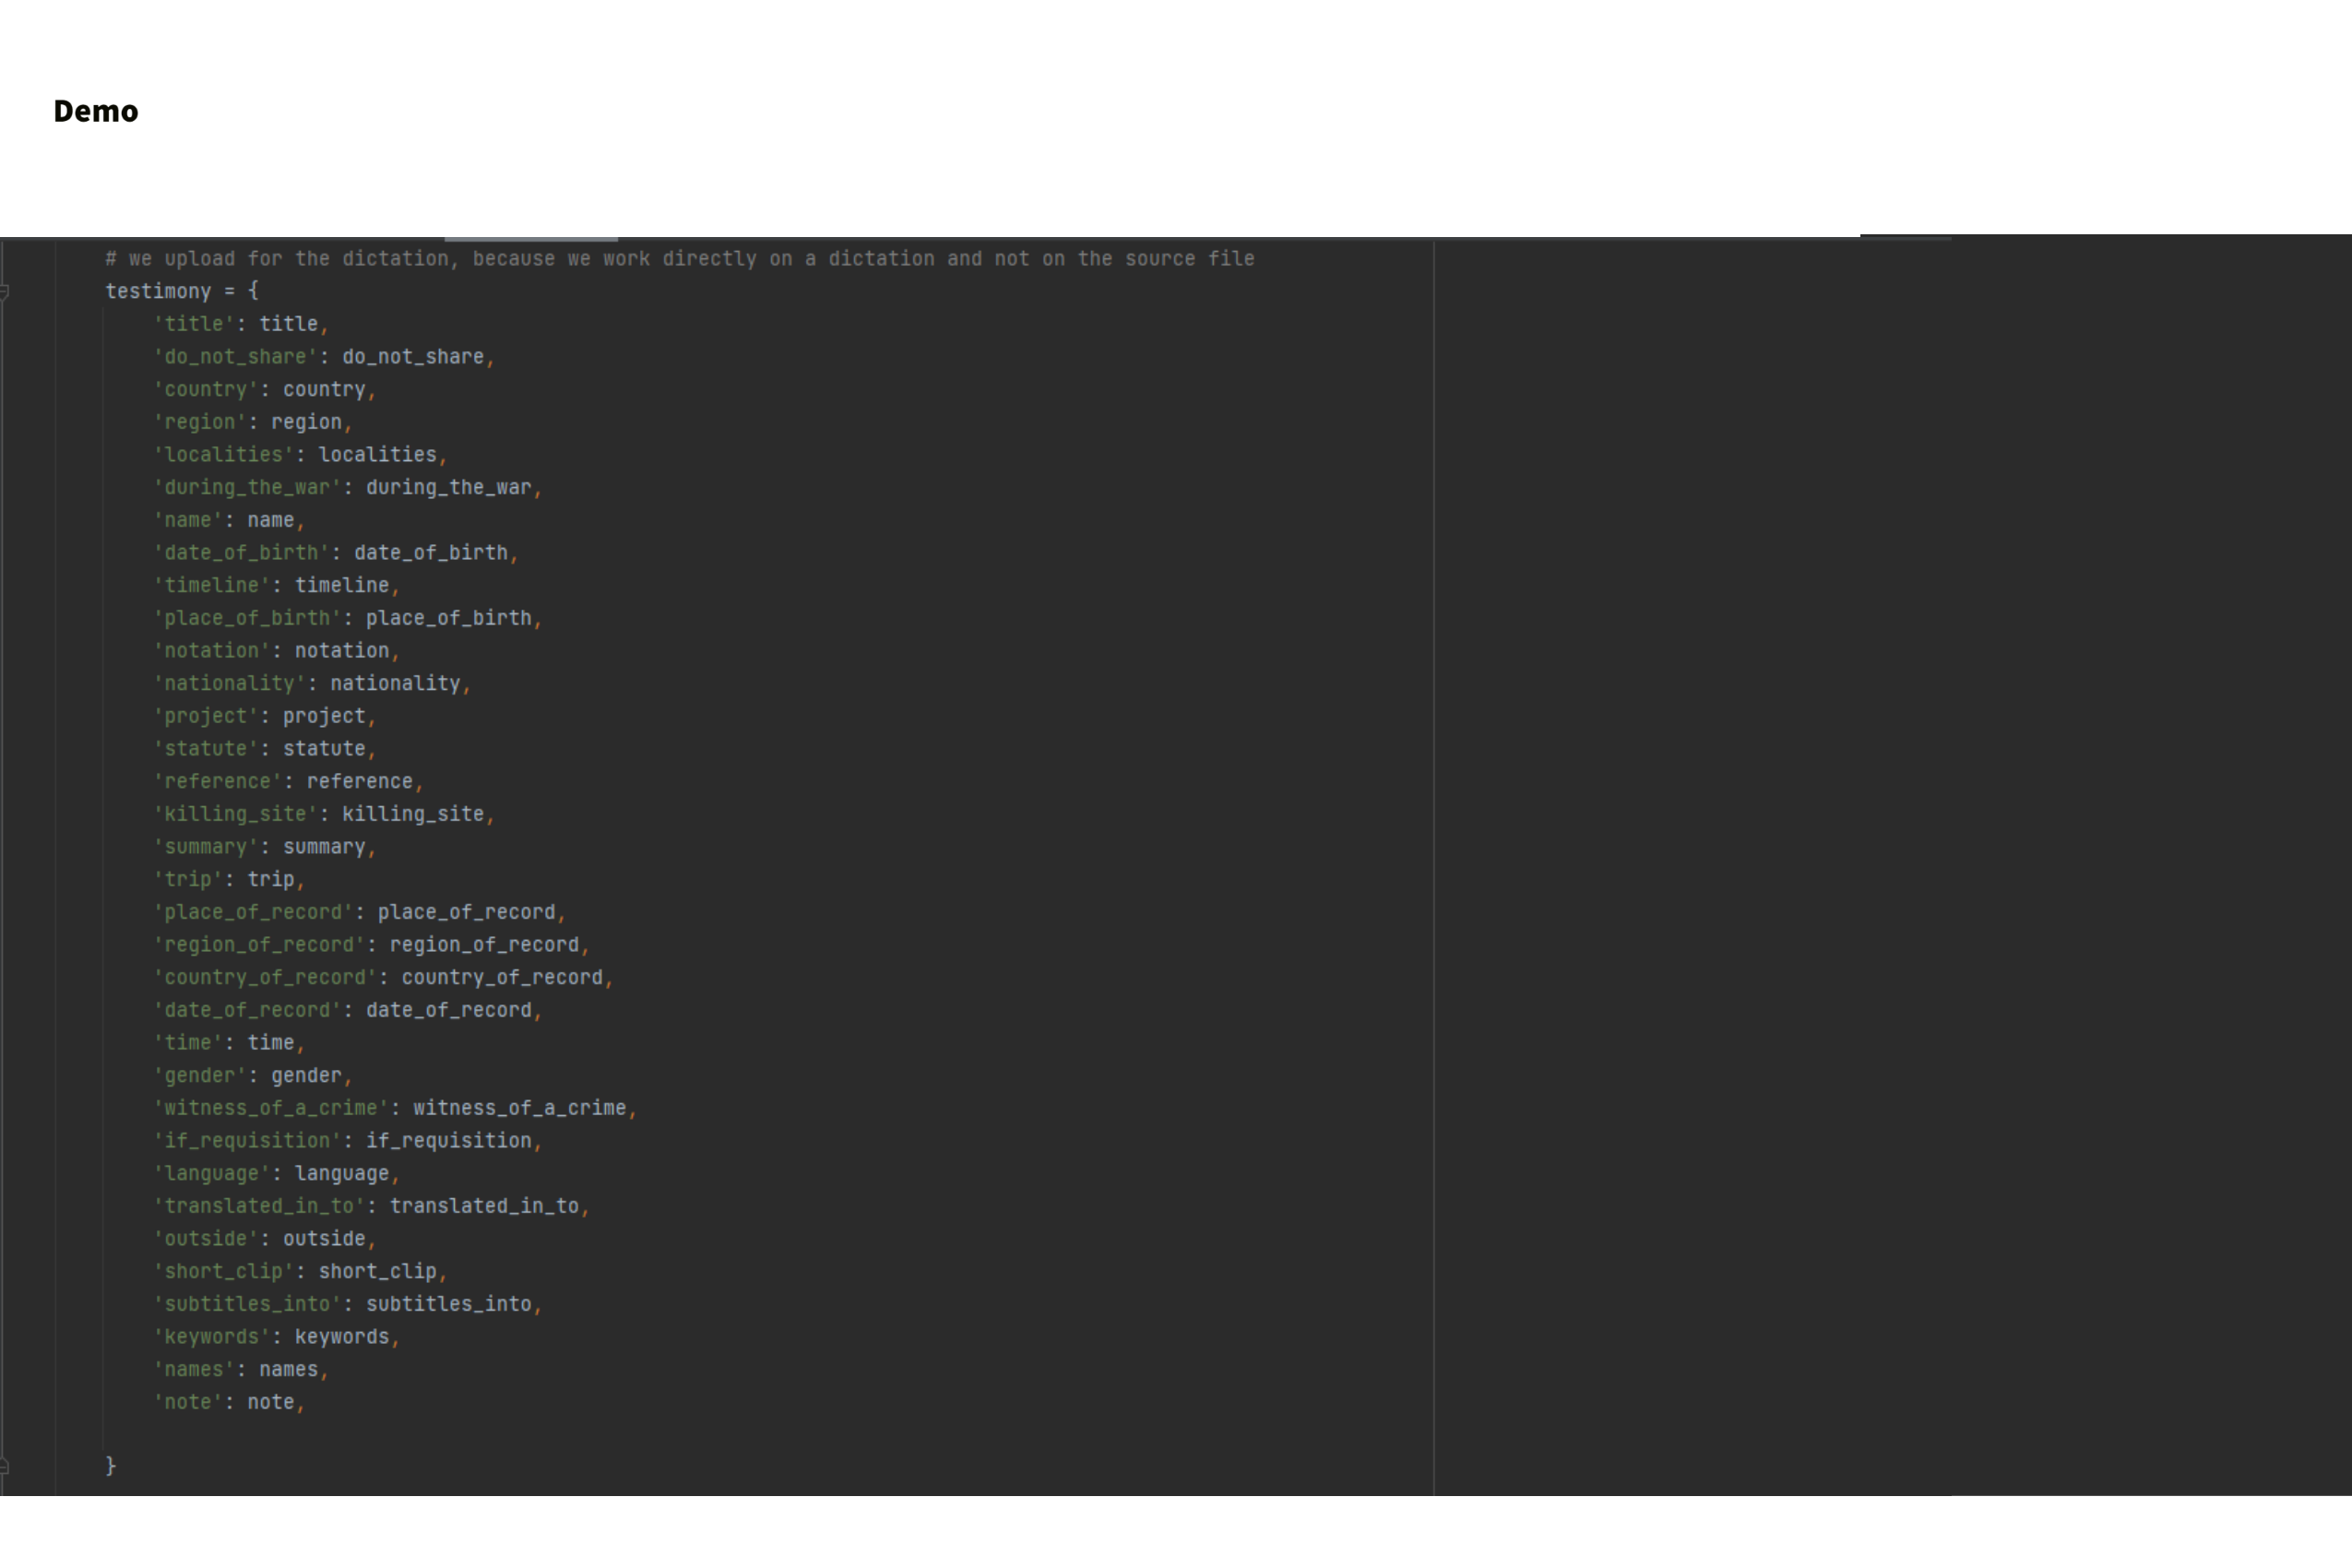 Demo
# we upload for the dictation, because we work directly on a dictation and not on the source file
testimony = {
'title': title,
'do_not_share': do_not_share,
'country': country,
'region': region,
'localities': localities,
'during_the_war': during_the_war,
'name': name,
'date_of_birth': date_of_birth,
'timeline': timeline,
'place_of_birth': place_of_birth,
'notation': notation,
'nationality': nationality,
'project': project,
'statute': statute,
'reference': reference,
'killing_site': killing_site,
'summary': summary,
'trip': trip,
'place_of_record': place_of_record,
'region_of_record': region_of_record,
'country_of_record': country_of_record,
'date_of_record': date_of_record,
'time': time,
'gender': gender,
'witness_of_a_crime': witness_of_a_crime,
'if_requisition': if_requisition,
'language': language,
'translated_in_to': translated_in_to,
'outside': outside,
'short_clip': short_clip,
'subtitles_into': subtitles_into,
'keywords': keywords,
'names': names,
'note': note,
}